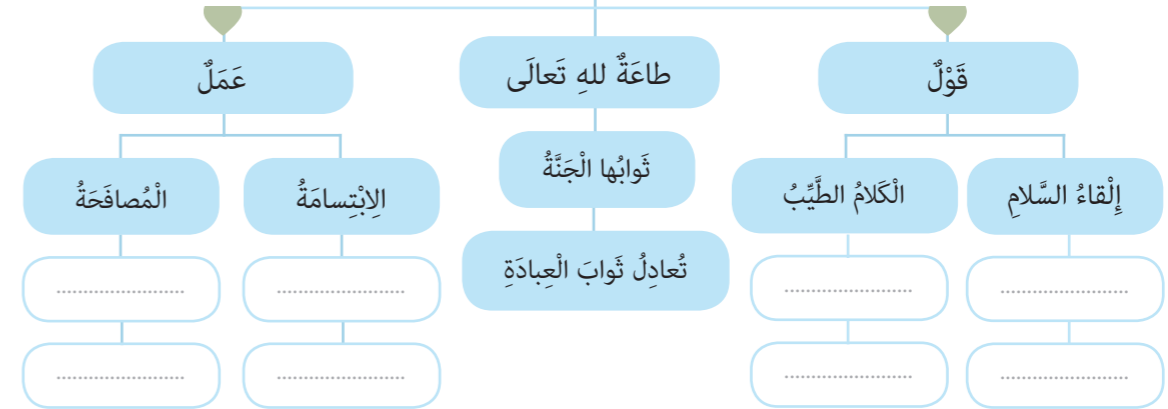 قَوْلٌ
طاعَةٌ للهِ تَعالَى
عَمَلٌ
إِلْقاءُ السَّلامِ
الْكَلامُ الطَّيِّبُ
ثَوابُها الْجَنَّةُ
الِابْتِسامَةُ
الْمُصافَحَةُ
تُعادِلُ ثَوابَ الْعِبادَةِ
........................
........................
........................
........................
........................
........................
........................
........................